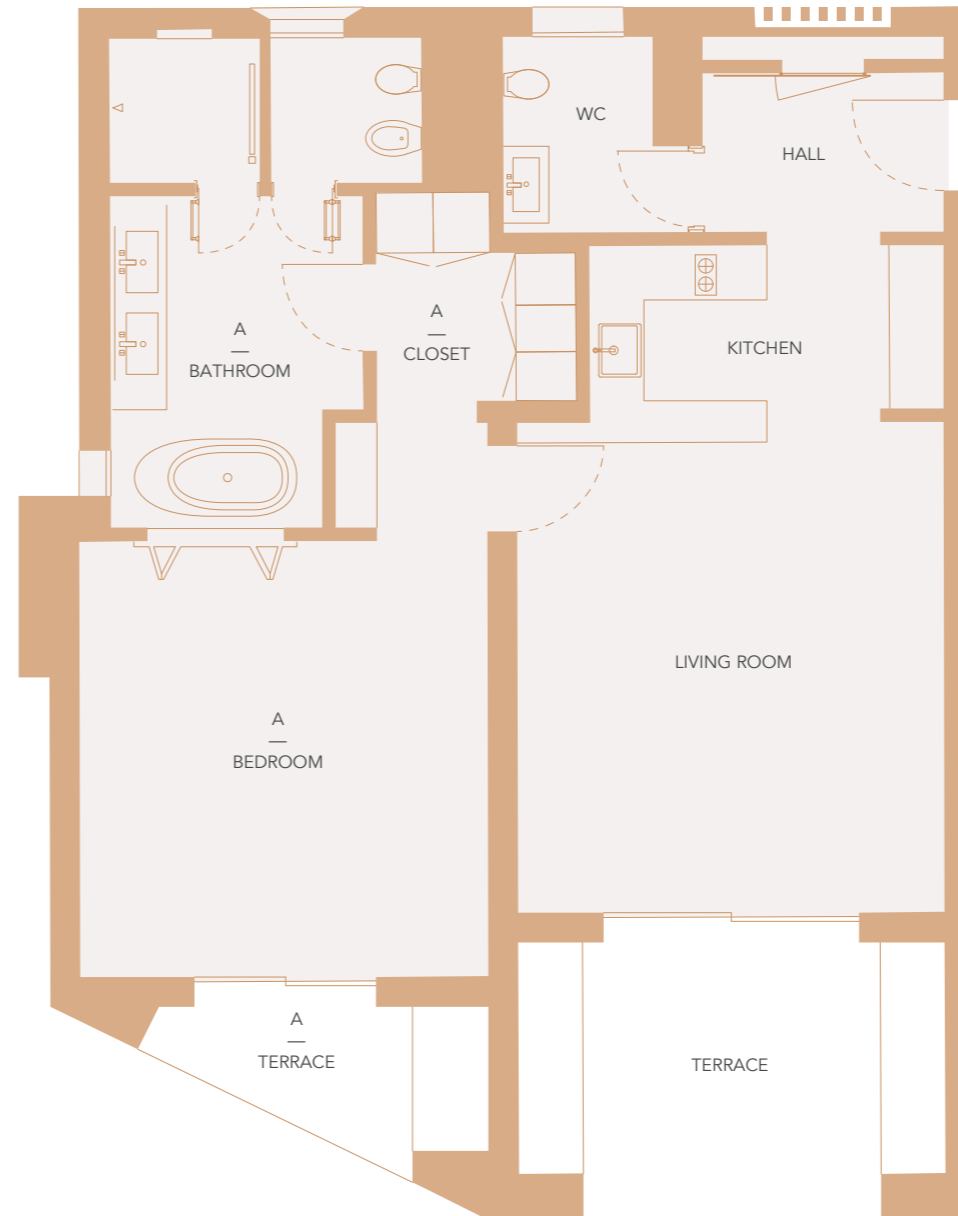 WC
HALL
A
CLOSET
A
BATHROOM
KITCHEN
LIVING ROOM
A
BEDROOM
A
TERRACE
TERRACE